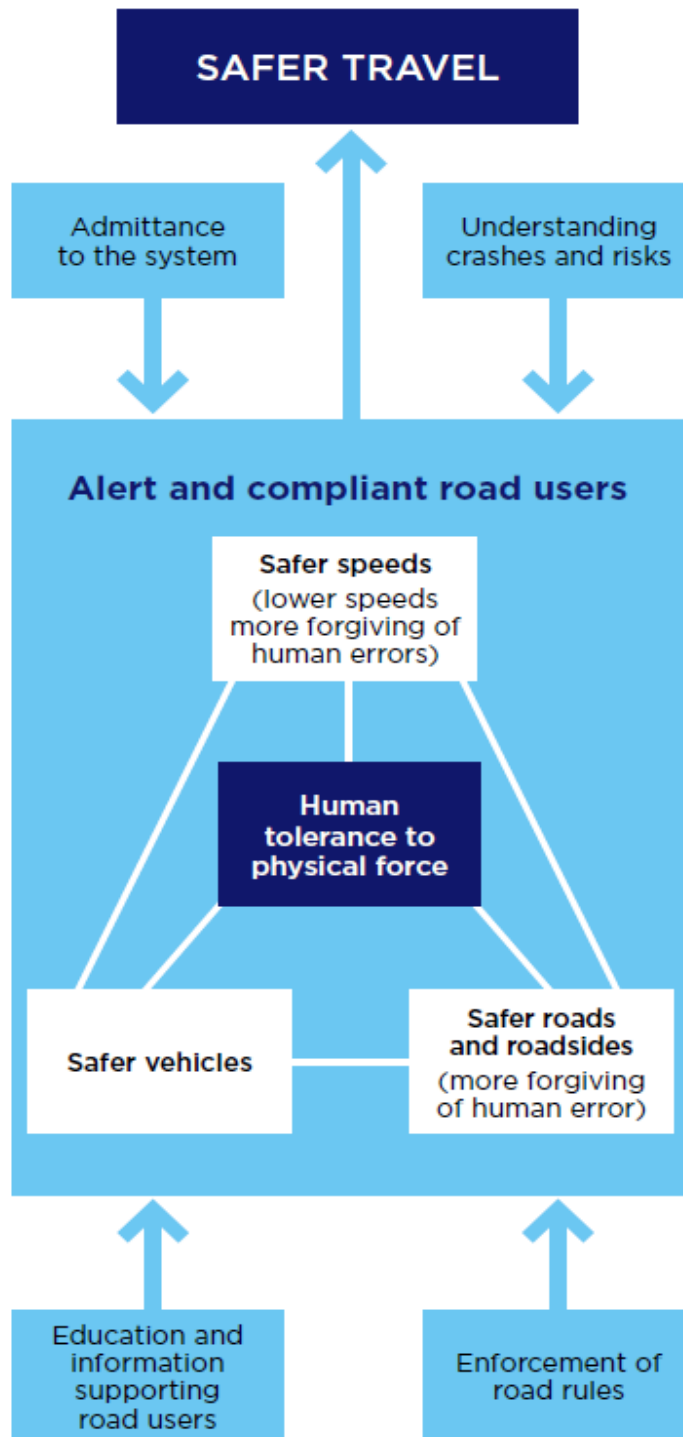 SAFER TRAVEL
Admittance
to the system
Understanding
crashes and risks
Alert and compliant road users
Safer speeds
(lower speeds
more forgiving of
human errors)
Human
tolerance to
physical force
Safer vehicles
Safer roads
and roadsides
(more forgiving
of human error)
Education and
information
supporting
road users
Enforcement of
road rules